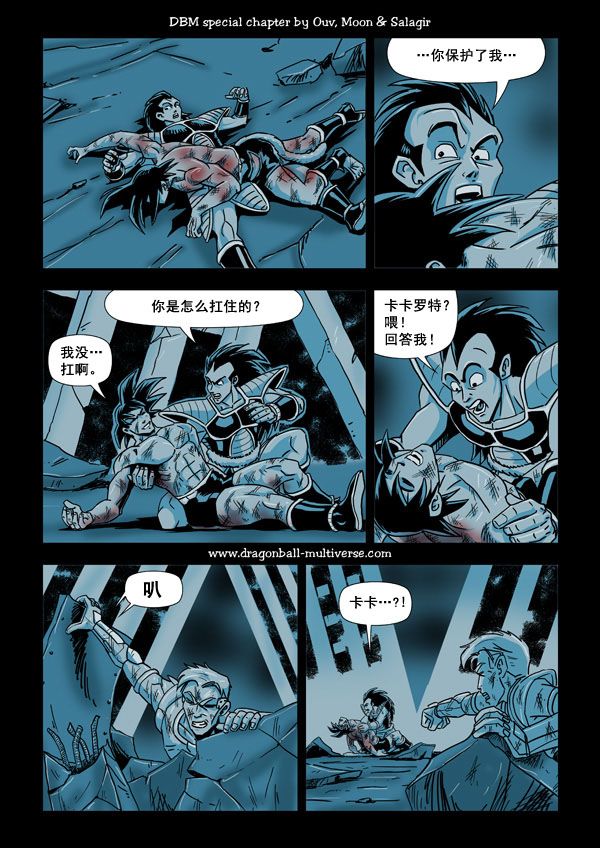 DBM special chapter by Ouv, Moon & Salagir
…你保护了我…
你是怎么扛住的？
我没…
扛啊。
卡卡罗特？
喂！
回答我！
www.dragonball-multiverse.com
叭
卡卡…?!